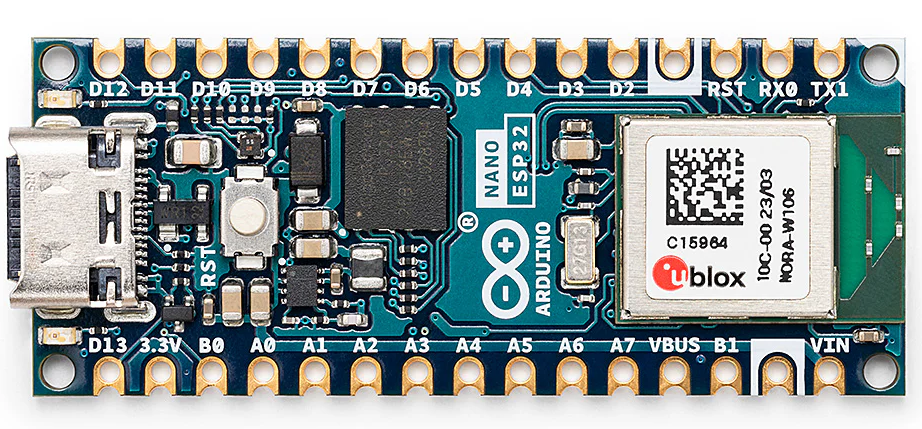 D12 D11 D10 D9 D8 D7 D6 D5 D4 D3 D2 RST RX0 TX1
RST
NANO
ESP32
®
ARDUINO
27G13
C15964
ublox
10C-00 23/03
NORA-W106
D13 3.3V B0 A0 A1 A2 A3 A4 A5 A6 A7 VBUS B1 VIN